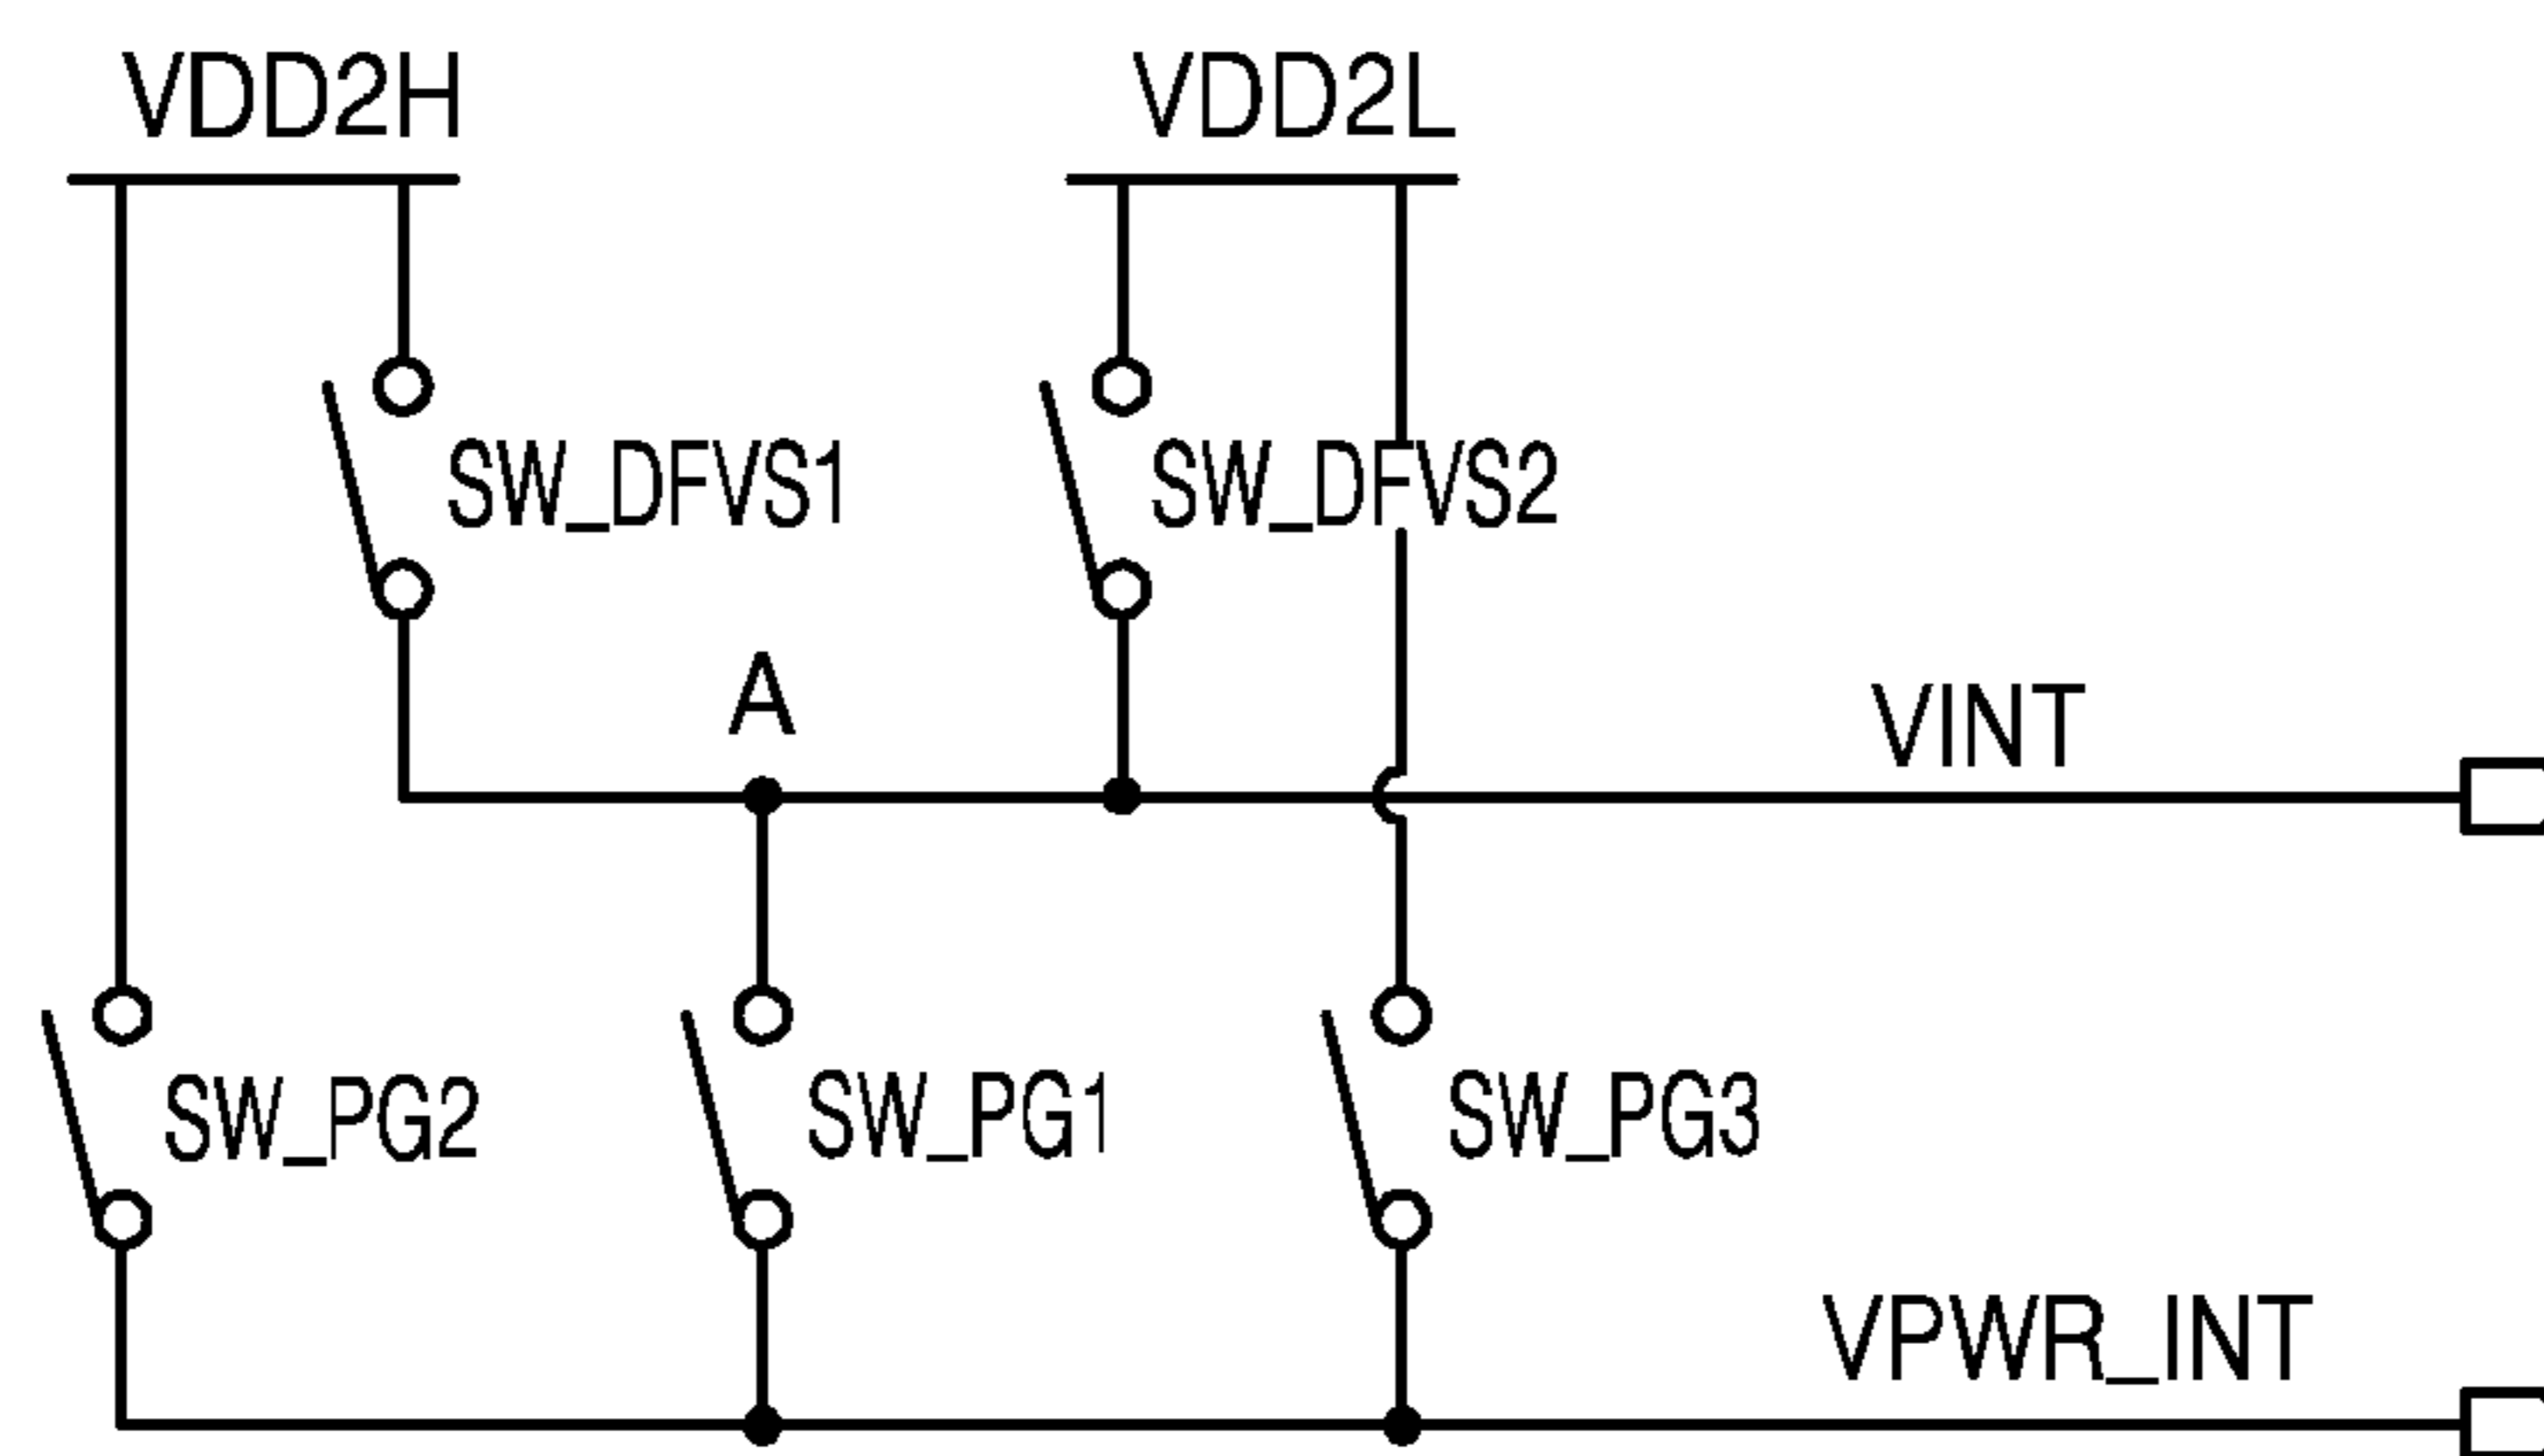 VDD2H
VDD2L
SW_DFVS1
SW_DFVS2
A
VINT
SW_PG2
SW_PG1
SW_PG3
VPWR_INT